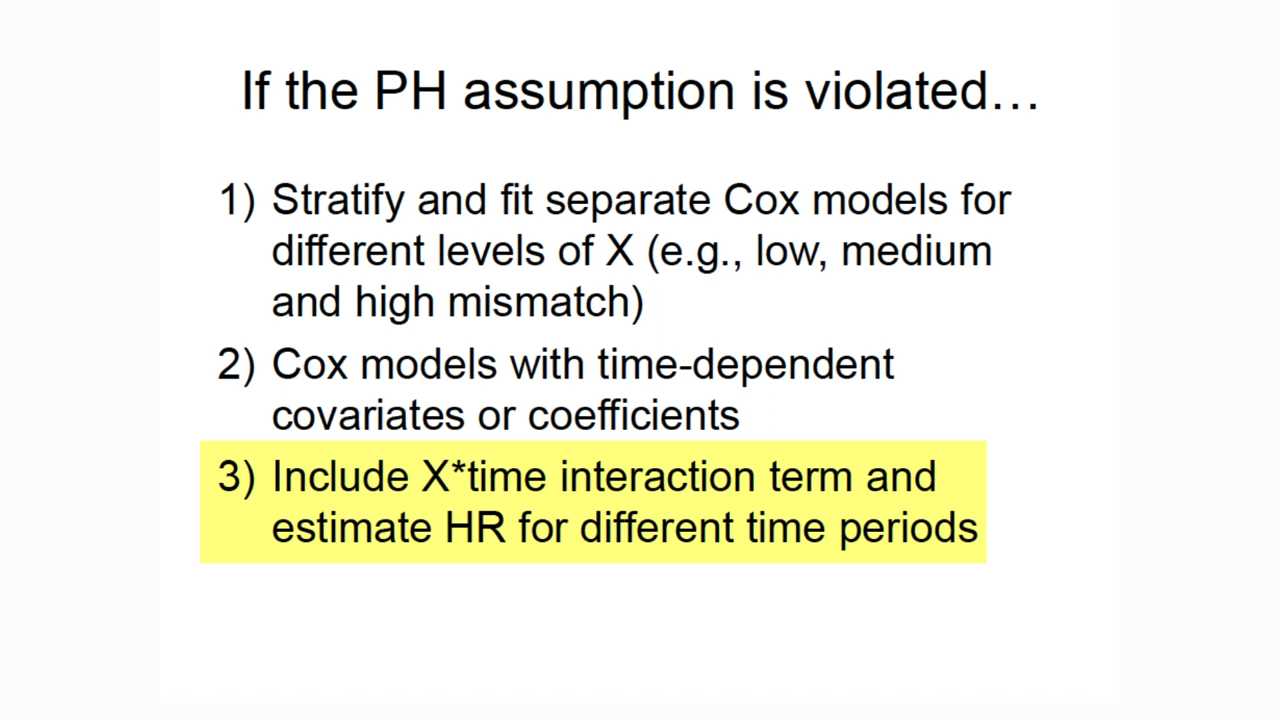 If the PH assumption is violated…
1) Stratify and fit separate Cox models for
different levels of X (e.g., low, medium
and high mismatch)
2) Cox models with time-dependent
covariates or coefficients
3) Include X*time interaction term and
estimate HR for different time periods